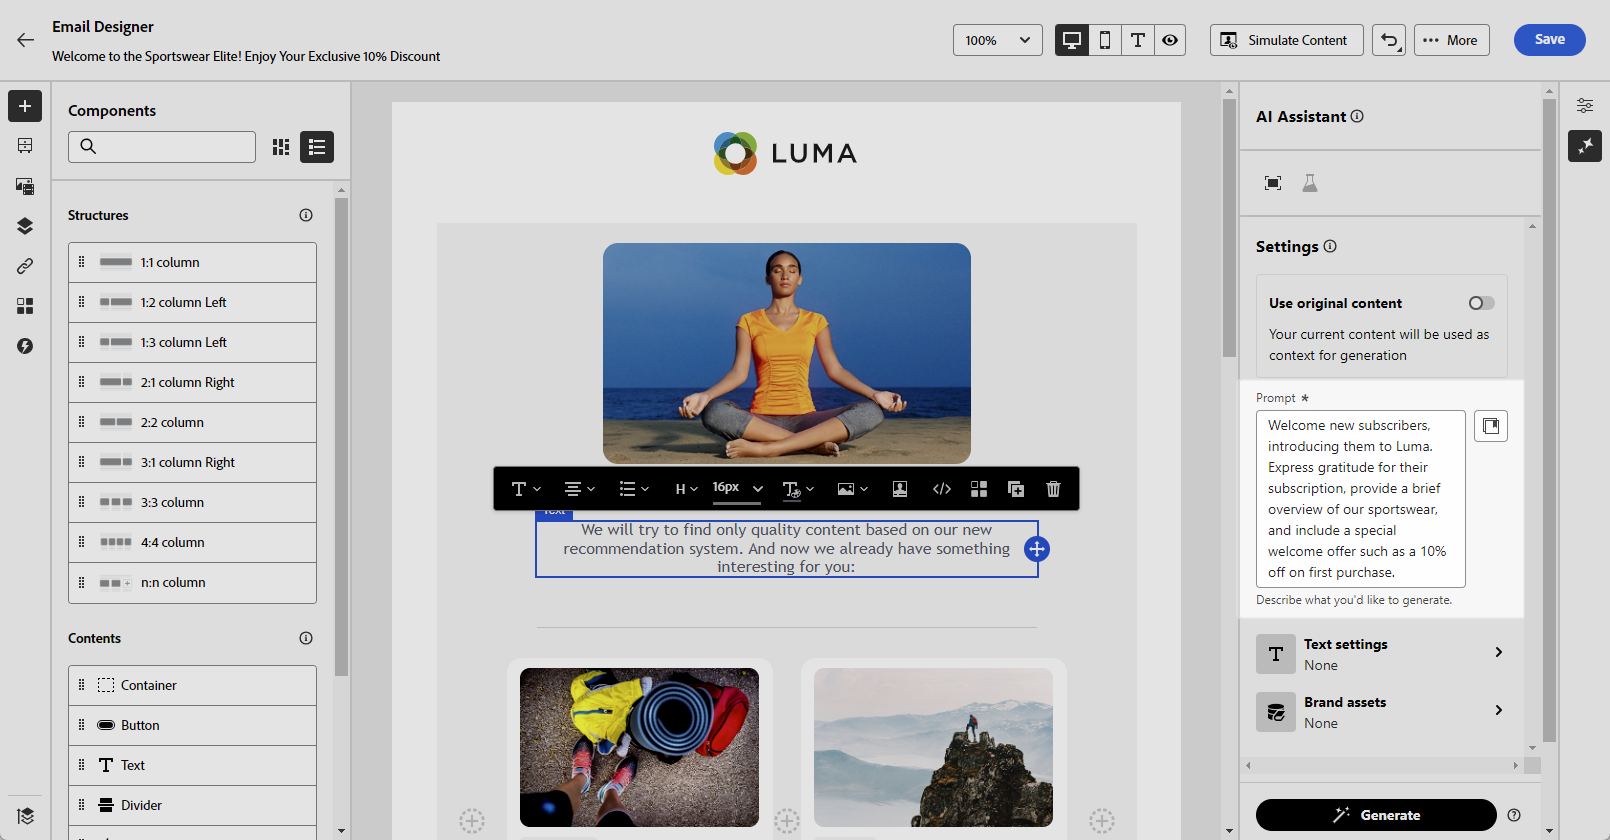 Email Designer
Welcome to the Sportswear Elite! Enjoy Your Exclusive 10% Discount
100%
Simulate Content
More
Save
Components
Structures
1:1 column
1:2 column Left
1:3 column Left
2:1 column Right
2:2 column
3:1 column Right
3:3 column
4:4 column
n:n column
Contents
Container
Button
Text
Divider
LUMA
H
16px
Text
We will try to find only quality content based on our new
recommendation system. And now we already have something
interesting for you:
AI Assistant
Settings
Use original content
Your current content will be used as
context for generation
Prompt *
Welcome new subscribers,
introducing them to Luma.
Express gratitude for their
subscription, provide a brief
overview of our sportswear,
and include a special
welcome offer such as a 10%
off on first purchase.
Describe what you'd like to generate.
Text settings
None
Brand assets
None
Generate